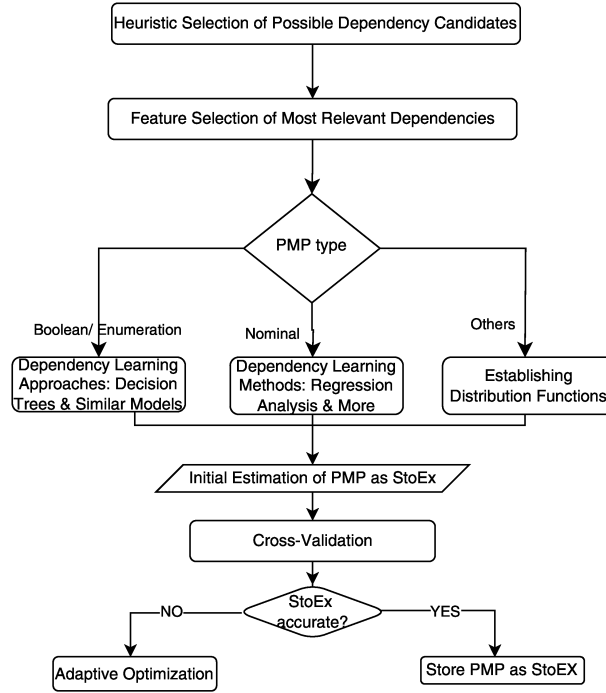 Heuristic Selection of Possible Dependency Candidates
Feature Selection of Most Relevant Dependencies
PMP type
Boolean/ Enumeration
Nominal
Others
Dependency Learning
Approaches: Decision
Trees & Similar Models
Dependency Learning
Methods: Regression
Analysis & More
Establishing
Distribution Functions
Initial Estimation of PMP as StoEx
Cross-Validation
StoEx
accurate?
NO
YES
Adaptive Optimization
Store PMP as StoEX